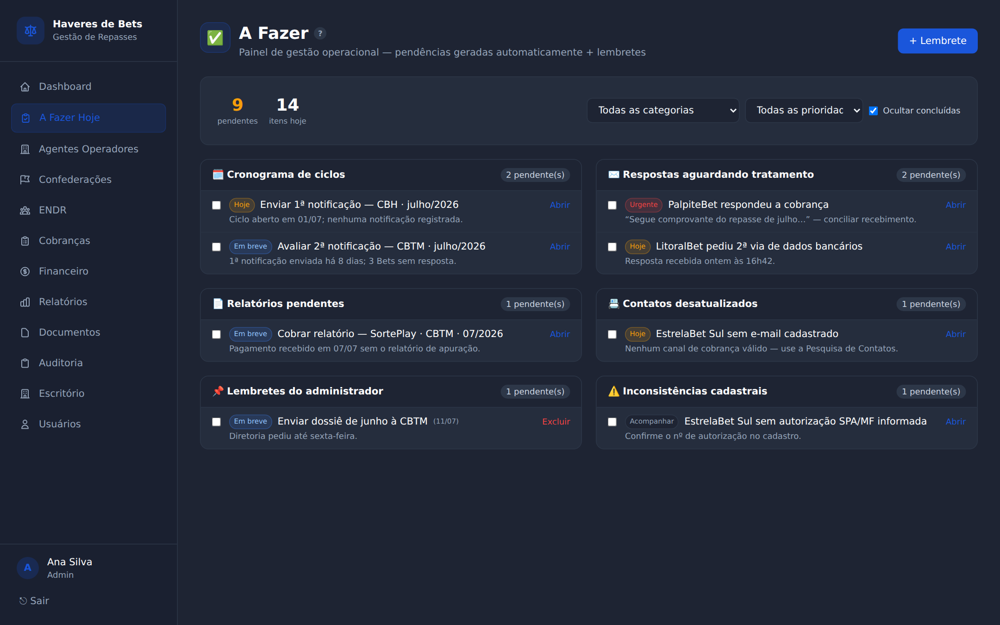 Haveres de Bets
Gestão de Repasses
Dashboard
A Fazer Hoje
Agentes Operadores
Confederações
ENDR
Cobranças
Financeiro
Relatórios
Documentos
Auditoria
Escritório
Usuários
A
Ana Silva
Admin
Sair
A Fazer ?
Painel de gestão operacional — pendências geradas automaticamente + lembretes
+ Lembrete
9
pendentes
14
itens hoje
Todas as categorias
Todas as prioridad
Ocultar concluídas
Cronograma de ciclos
2 pendente(s)
Hoje Enviar 1ª notificação — CBH · julho/2026 Abrir
Ciclo aberto em 01/07; nenhuma notificação registrada.
Em breve Avaliar 2ª notificação — CBTM · julho/2026 Abrir
1ª notificação enviada há 8 dias; 3 Bets sem resposta.
Respostas aguardando tratamento
2 pendente(s)
Urgente PalpiteBet respondeu a cobrança Abrir
“Segue comprovante do repasse de julho…” — conciliar recebimento.
Hoje LitoralBet pediu 2ª via de dados bancários Abrir
Resposta recebida ontem às 16h42.
Relatórios pendentes
1 pendente(s)
Em breve Cobrar relatório — SortePlay · CBTM · 07/2026 Abrir
Pagamento recebido em 07/07 sem o relatório de apuração.
Contatos desatualizados
1 pendente(s)
Hoje EstrelaBet Sul sem e-mail cadastrado Abrir
Nenhum canal de cobrança válido — use a Pesquisa de Contatos.
Lembretes do administrador
1 pendente(s)
Em breve Enviar dossiê de junho à CBTM (11/07) Excluir
Diretoria pediu até sexta-feira.
Inconsistências cadastrais
1 pendente(s)
Acompanhar EstrelaBet Sul sem autorização SPA/MF informada Abrir
Confirme o nº de autorização no cadastro.